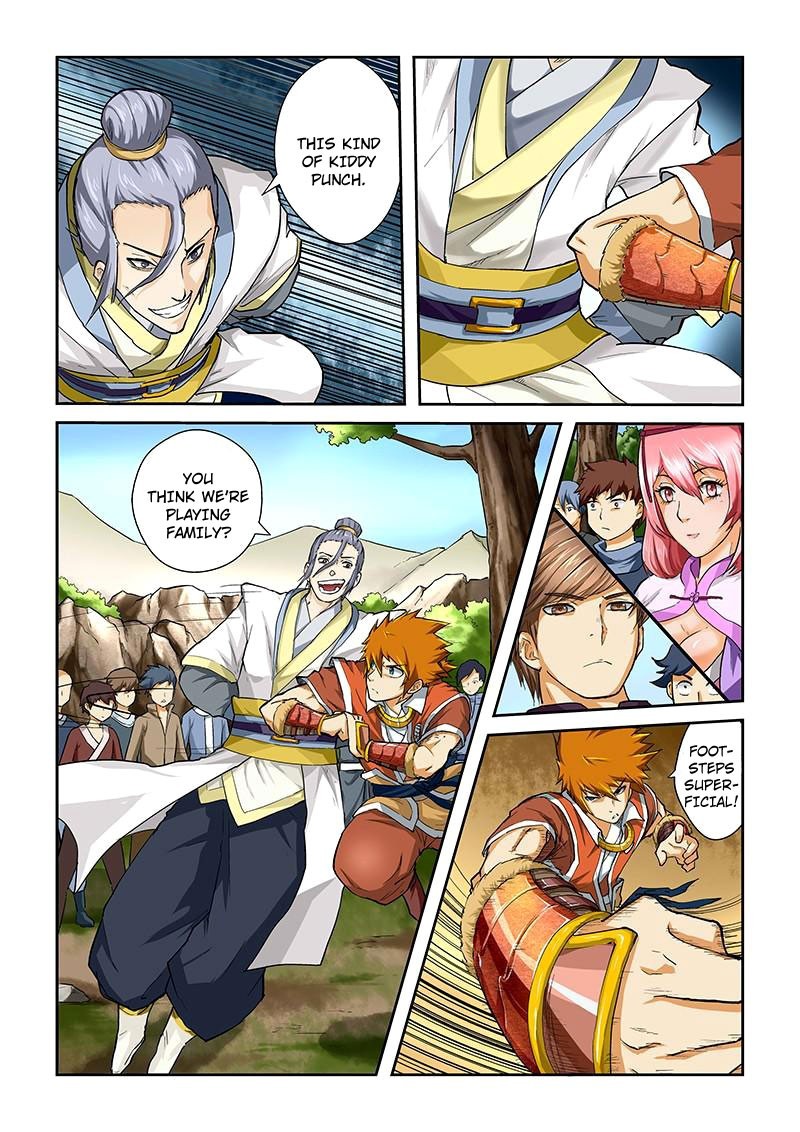 THIS KIND
OF KIDDY
PUNCH.
YOU
THINK WE'RE
PLAYING
FAMILY?
FOOT-
STEPS
SUPER-
FICIAL!